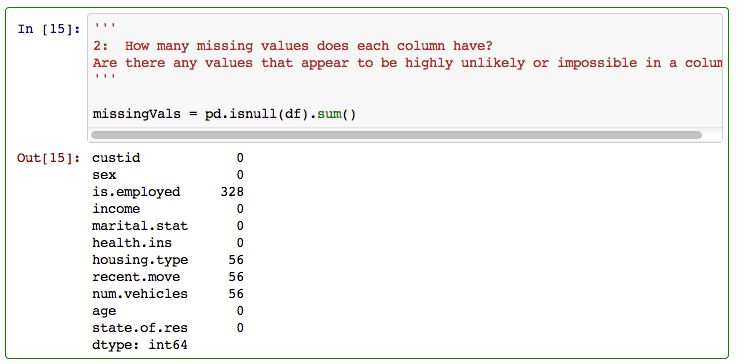 In [15]: '''
2:  How many missing values does each column have?
Are there any values that appear to be highly unlikely or impossible in a
'''
missingVals = pd.isnull(df).sum()
Out[15]: custid 0
sex 0
is.employed 328
income 0
marital.stat 0
health.ins 0
housing.type 56
recent.move 56
num.vehicles 56
age 0
state.of.res 0
dtype: int64